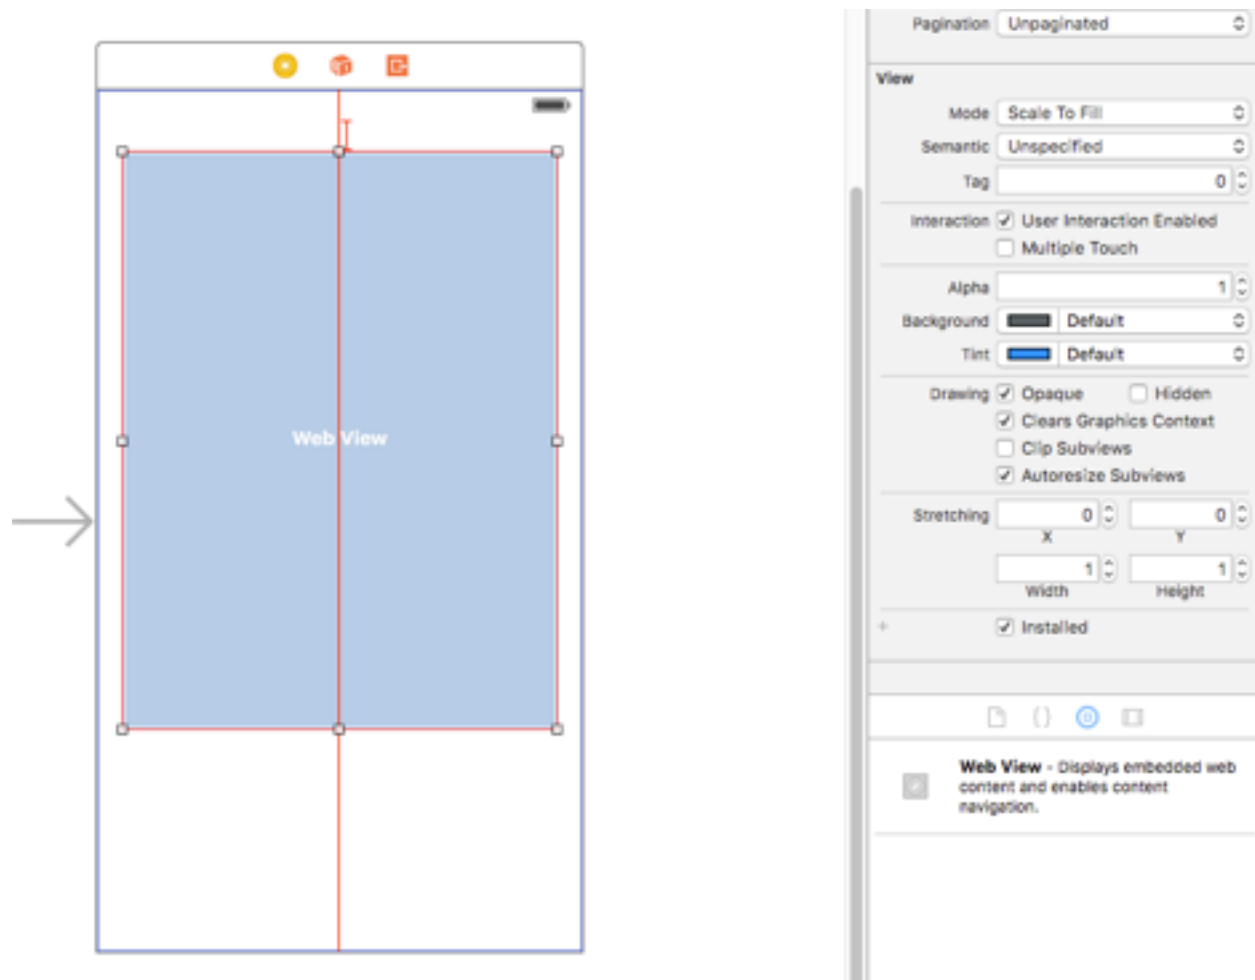 Pagination Unpaginated
View
Mode Scale To Fill
Semantic Unspecified
Tag 0
Interaction User Interaction Enabled
Multiple Touch
Alpha 1
Background Default
Tint Default
Drawing Opaque Hidden
Clears Graphics Context
Clip Subviews
Autoresize Subviews
Stretching 0 0
X Y
1 1
Width Height
+ Installed
Web View
{}
Web View - Displays embedded web
content and enables content
navigation.